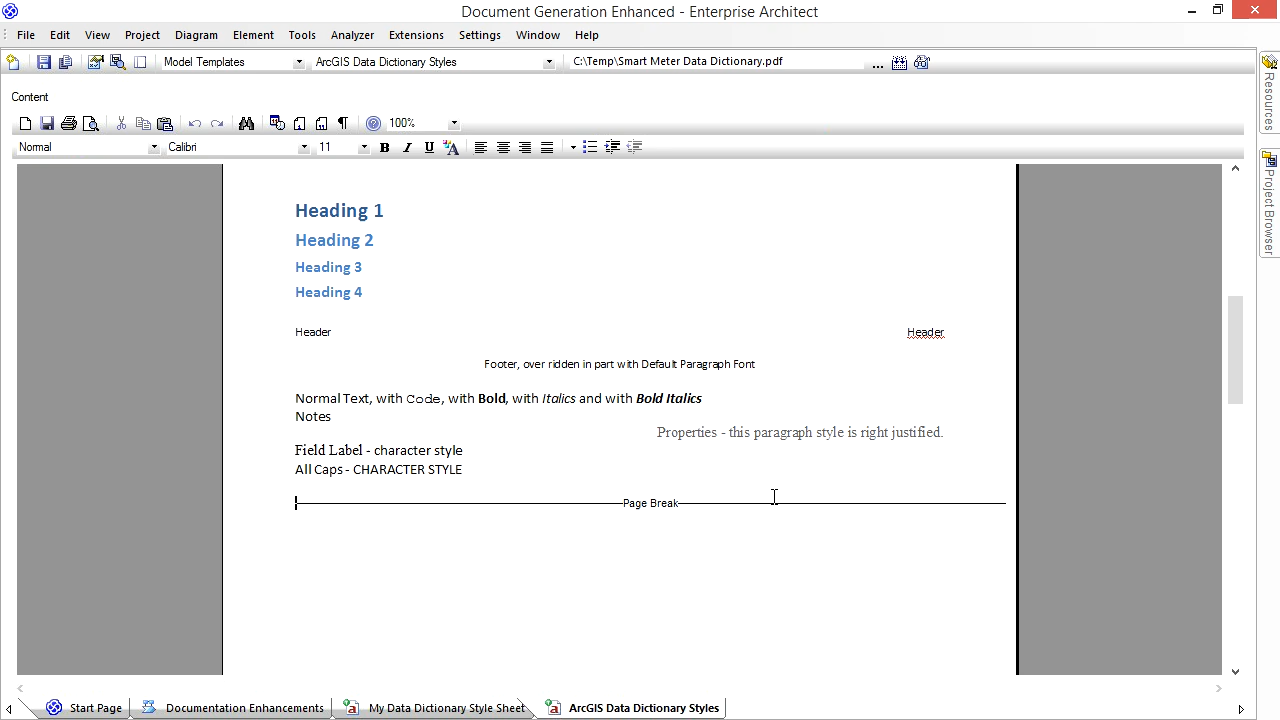 Document Generation Enhanced - Enterprise Architect
File Edit View Project Diagram Element Tools Analyzer Extensions Settings Window Help
Model Templates ArcGIS Data Dictionary Styles C:\Temp\Smart Meter Data Dictionary.pdf ...
Content
100%
Normal Calibri 11 B I U A
Heading 1
Heading 2
Heading 3
Heading 4
Header Header
Footer, over ridden in part with Default Paragraph Font
Normal Text, with Code, with Bold, with Italics and with Bold Italics
Notes
Properties - this paragraph style is right justified.
Field Label - character style
All Caps - CHARACTER STYLE
Page Break
Resources
Project Browser
Start Page Documentation Enhancements My Data Dictionary Style Sheet ArcGIS Data Dictionary Styles